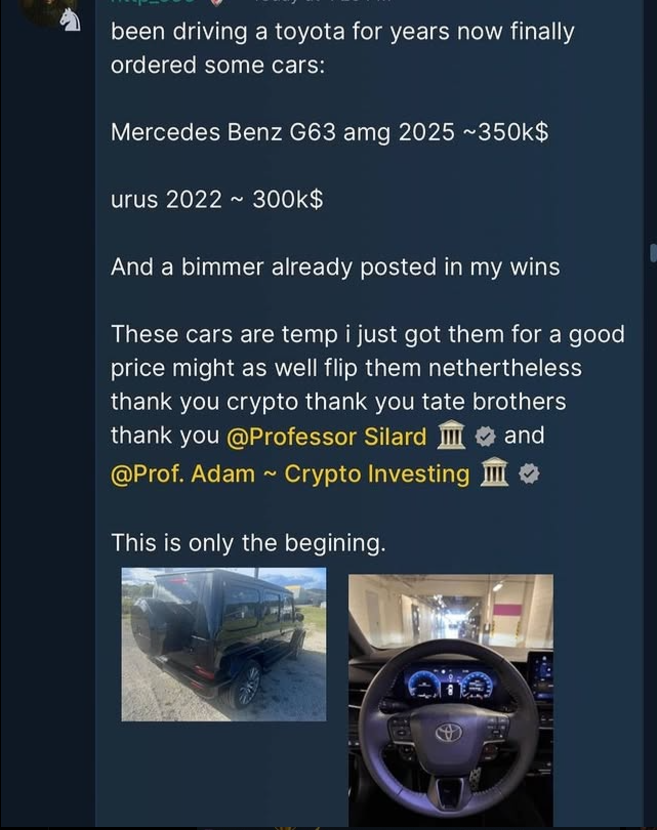 been driving a toyota for years now finally
ordered some cars:
Mercedes Benz G63 amg 2025 ~350k$
urus 2022 ~ 300k$
And a bimmer already posted in my wins
These cars are temp i just got them for a good
price might as well flip them nethertheless
thank you crypto thank you tate brothers
thank you @Professor Silard 🏛️ and
@Prof. Adam ~ Crypto Investing 🏛️
This is only the begining.